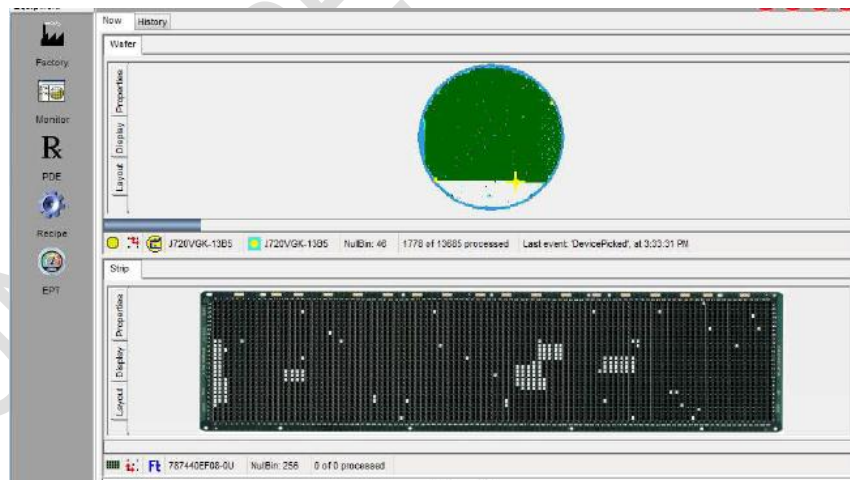 Now History
Wafer
Factory
Monitor
Rx
PDE
Recipe
EPT
Properties
Display
Layout
J720VGK-13B5 J720VGK-13B5 NullBin: 46 1778 of 13685 processed Last event: 'DevicePicked', at 3:33:31 PM
Strip
Properties
Display
Layout
Ft 787440EF08-0U NullBin: 256 0 of 0 processed